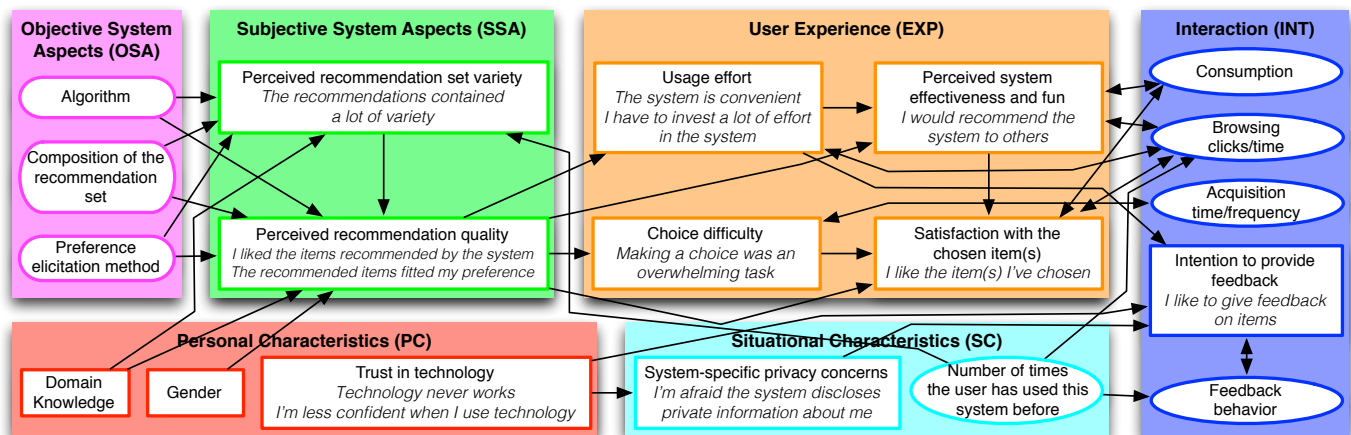 Objective System
Aspects (OSA)
Algorithm
Composition of the
recommendation
set
Preference
elicitation method
Subjective System Aspects (SSA)
Perceived recommendation set variety
The recommendations contained
a lot of variety
Perceived recommendation quality
I liked the items recommended by the system
The recommended items fitted my preference
User Experience (EXP)
Usage effort
The system is convenient
I have to invest a lot of effort
in the system
Perceived system
effectiveness and fun
I would recommend the
system to others
Choice difficulty
Making a choice was an
overwhelming task
Satisfaction with the
chosen item(s)
I like the item(s) I've chosen
Interaction (INT)
Consumption
Browsing
clicks/time
Acquisition
time/frequency
Intention to provide
feedback
I like to give feedback
on items
Feedback
behavior
Personal Characteristics (PC)
Domain
Knowledge
Gender
Trust in technology
Technology never works
I'm less confident when I use technology
Situational Characteristics (SC)
System-specific privacy concerns
I'm afraid the system discloses
private information about me
Number of times
the user has used this
system before